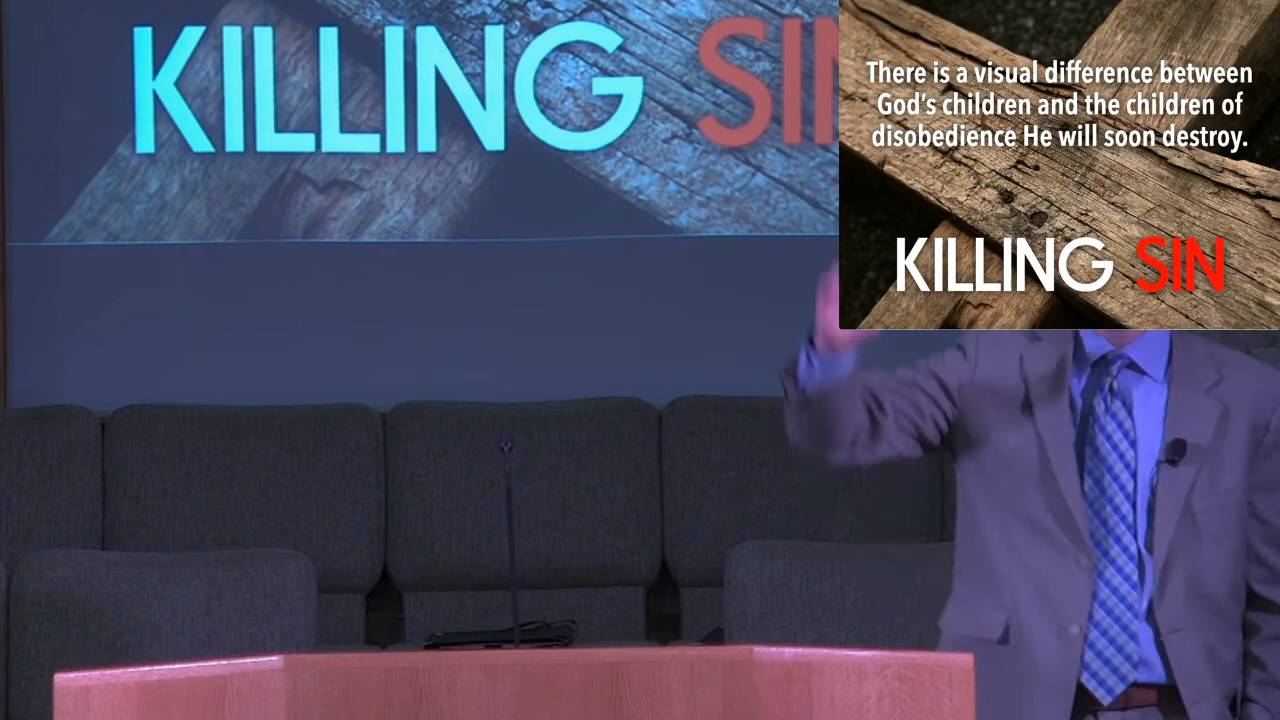 KILLING SIN
There is a visual difference between
God's children and the children of
disobedience He will soon destroy.
KILLING SIN